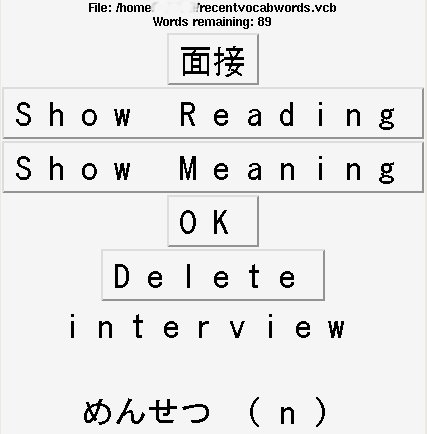 File: /home/ /recentvocabwords.vcb
Words remaining: 89
面接
Show Reading
Show Meaning
OK
Delete
interview
めんせつ (n)